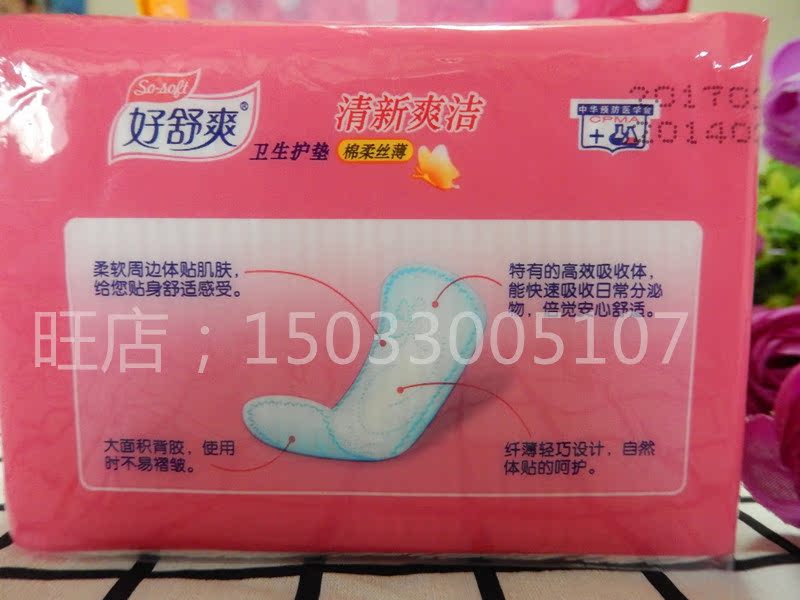 So-soft
好舒爽®
清新爽洁
卫生护垫 棉柔丝薄
中华预防医学会
CPMA
201702
201409
柔软周边体贴肌肤，
给您贴身舒适感受。
特有的高效吸收体，
能快速吸收日常分泌
物，倍觉安心舒适。
旺店；15033005107
大面积背胶，使用
时不易褶皱。
纤薄轻巧设计，自然
体贴的呵护。